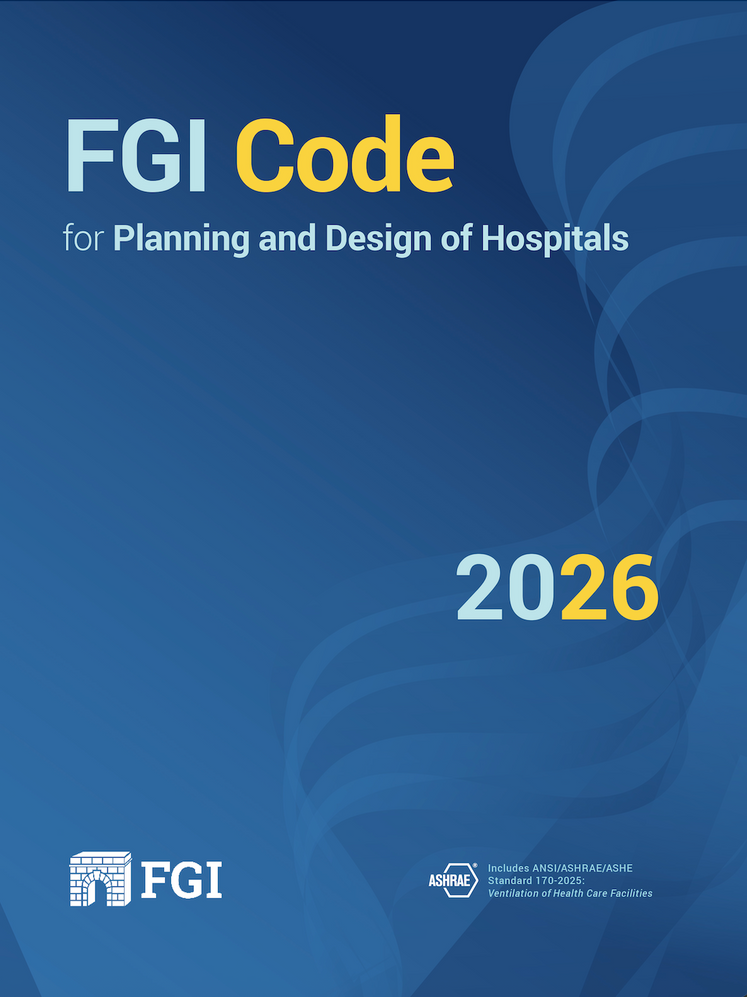 FGI Code
for Planning and Design of Hospitals
2026
FGI
ASHRAE®
Includes ANSI/ASHRAE/ASHE
Standard 170-2025:
Ventilation of Health Care Facilities